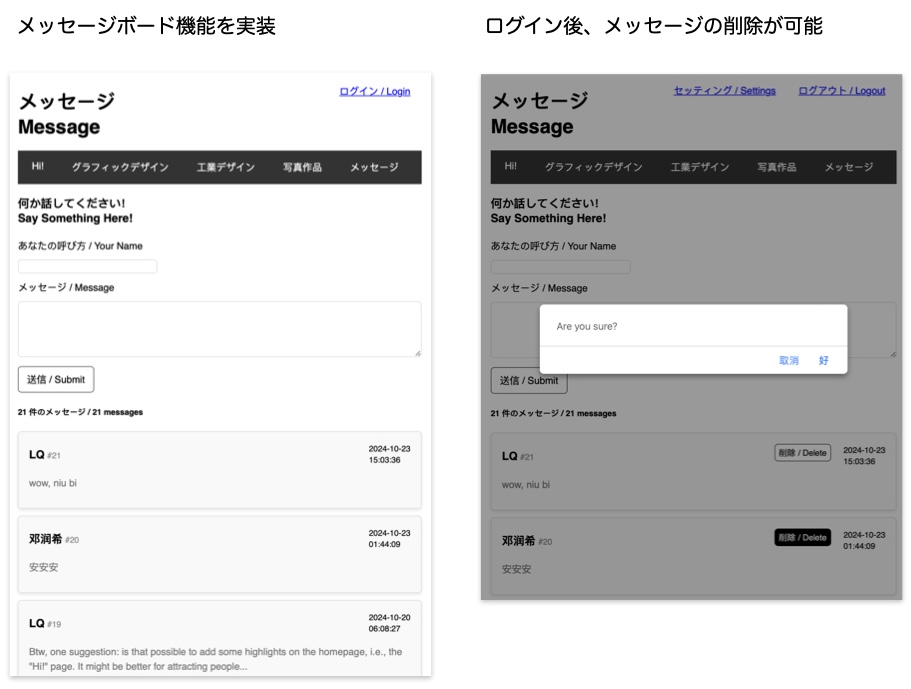 メッセージボード機能を実装
ログイン / Login
メッセージ
Message
Hi! グラフィックデザイン 工業デザイン 写真作品 メッセージ
何か話してください!
Say Something Here!
あなたの呼び方 / Your Name
メッセージ / Message
送信 / Submit
21 件のメッセージ / 21 messages
LQ #21
2024-10-23
15:03:36
wow, niu bi
邓润希 #20
2024-10-23
01:44:09
安安安
LQ #19
2024-10-20
06:08:27
Btw, one suggestion: is that possible to add some highlights on the homepage, i.e., the
"Hi!" page. It might be better for attracting people...
ログイン後、メッセージの削除が可能
セッティング / Settings ログアウト / Logout
メッセージ
Message
Hi! グラフィックデザイン 工業デザイン 写真作品 メッセージ
何か話してください!
Say Something Here!
あなたの呼び方 / Your Name
メッセージ / Message
Are you sure?
取消 好
送信 / Submit
21 件のメッセージ / 21 messages
LQ #21
削除 / Delete
2024-10-23
15:03:36
wow, niu bi
邓润希 #20
削除 / Delete
2024-10-23
01:44:09
安安安